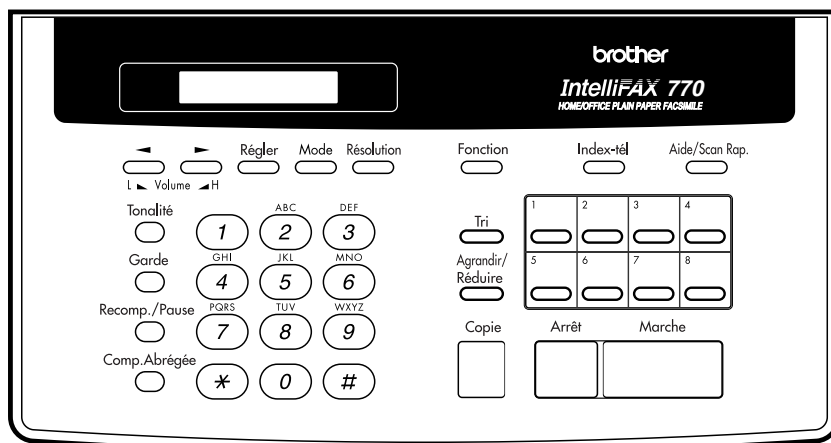 brother
IntelliFAX 770
HOME/OFFICE PLAIN PAPER FACSIMILE
Régler Mode Résolution Fonction Index-tél Aide/Scan Rap.
L Volume H
Tonalité
ABC DEF
1 2 3
Garde
GHI JKL MNO
4 5 6
Recomp./Pause
PQRS TUV WXYZ
7 8 9
Comp.Abrégée
* 0 #
Tri
Agrandir/
Réduire
1 2 3 4
5 6 7 8
Copie Arrêt Marche